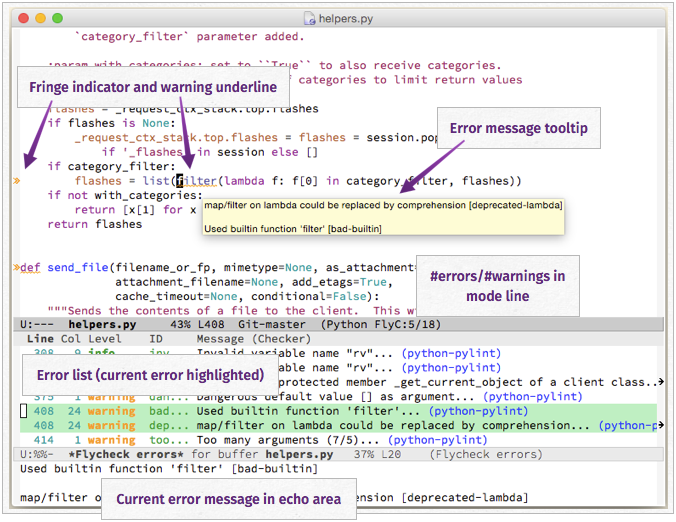 helpers.py
`category_filter` parameter added.
:param with_categories: set to ``True`` to also receive categories.
f categories to limit return values
Fringe indicator and warning underline
flashes = _request_ctx_stack.top.flashes
if flashes is None:
_request_ctx_stack.top.flashes = flashes = session.pop
if '_flashes' in session else []
Error message tooltip
if category_filter:
flashes = list(filter(lambda f: f[0] in category_filter, flashes))
if not with_categories:
return [x[1] for x
return flashes
map/filter on lambda could be replaced by comprehension [deprecated-lambda]
Used builtin function 'filter' [bad-builtin]
def send_file(filename_or_fp, mimetype=None, as_attachment=
attachment_filename=None, add_etags=True,
cache_timeout=None, conditional=False):
"""Sends the contents of a file to the client. This w
#errors/#warnings in
mode line
U:--- helpers.py 43% L408 Git-master (Python FlyC:5/18)
Line Col Level ID Message (Checker)
308 9 info inv... Invalid variable name "rv"... (python-pylint)
protected member _get_current_object of a client class..
Error list (current error highlighted)
375 1 warning dan... Dangerous default value [] as argument... (python-pylint)
408 24 warning bad... Used builtin function 'filter'... (python-pylint)
408 24 warning dep... map/filter on lambda could be replaced by comprehension... (python-p
414 1 warning too... Too many arguments (7/5)... (python-pylint)
U:%%- *Flycheck errors* for buffer helpers.py 37% L20 (Flycheck errors)
Used builtin function 'filter' [bad-builtin]
Current error message in echo area
map/filter o hension [deprecated-lambda]